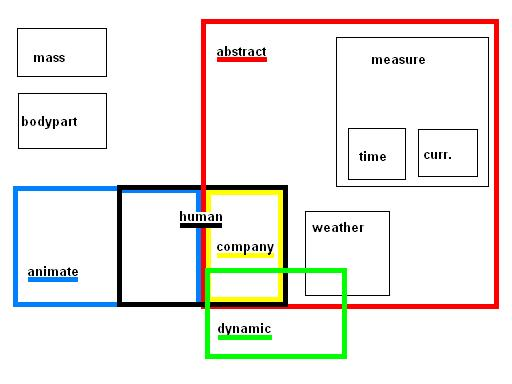 mass
abstract
measure
bodypart
time
curr.
human
weather
company
animate
dynamic